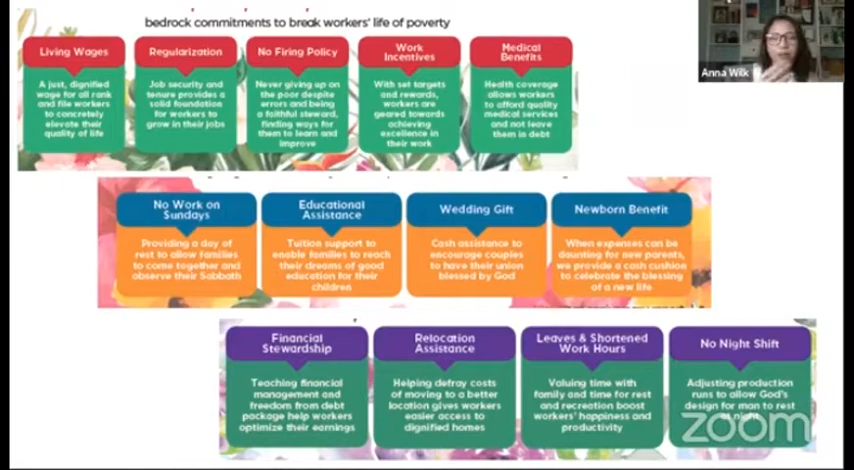 bedrock commitments to break workers' life of poverty
Living Wages
A just, dignified
wage for all rank
and file workers
to concretely
elevate their
quality of life
Regularization
Job security and
tenure provides a
solid foundation
for workers to
grow in their jobs
No Firing Policy
Never giving up on
the poor despite
errors and being
a faithful steward,
finding ways for
them to learn and
improve
Work
Incentives
With set targets
and rewards,
workers are
geared towards
achieving
excellence in
their work
Medical
Benefits
Health coverage
allows workers
to afford quality
medical services
and not leave
them in debt
Anna Wilk
No Work on
Sundays
Providing a day of
rest to allow families
to come together and
observe their Sabbath
Educational
Assistance
Tuition support to
enable families to reach
their dreams of good
education for their
children
Wedding Gift
Cash assistance to
encourage couples
to have their union
blessed by God
Newborn Benefit
When expenses can be
daunting for new parents,
we provide a cash cushion
to celebrate the blessing
of a new life
Financial
Stewardship
Teaching financial
management and
freedom from debt
package help workers
optimize their earnings
Relocation
Assistance
Helping defray costs
of moving to a better
location gives workers
easier access to
dignified homes
Leaves & Shortened
Work Hours
Valuing time with
family and time for rest
and recreation boost
workers' happiness and
productivity
No Night Shift
Adjusting production
runs to allow God's
design for man to rest
at night
zoom